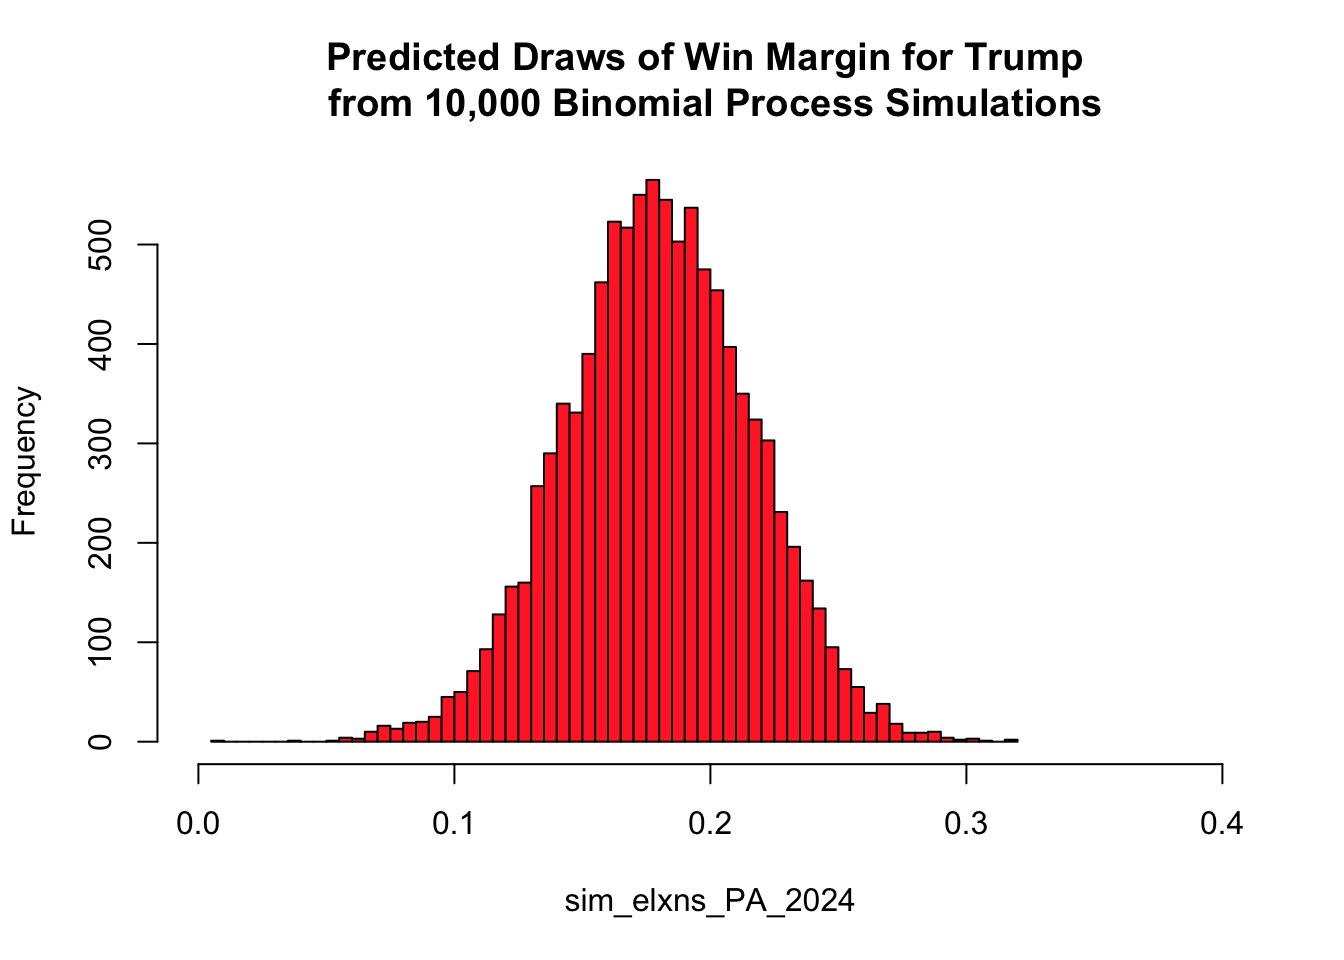 Predicted Draws of Win Margin for Trump
from 10,000 Binomial Process Simulations
Frequency
500
400
300
200
100
0
0.0 0.1 0.2 0.3 0.4
sim_elxns_PA_2024